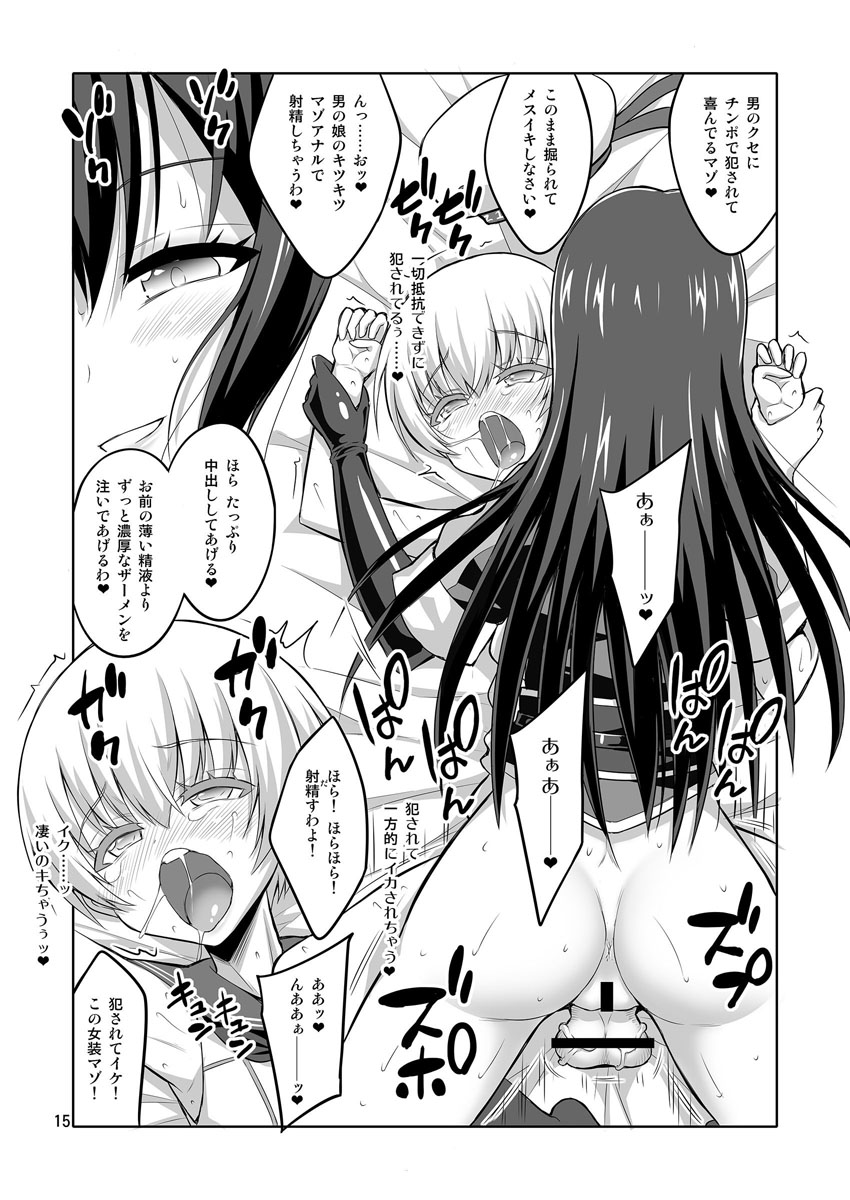 男のクセに
チンポで犯されて
喜んでるマゾ♥
このまま掘られて
メスイキしなさい♥
んっ……おッ♥
男の娘のキツキツ
マゾアナルで
射精しちゃうわ♥
ゾク
ゾク
ゼェ
ゼェ
一切抵抗できずに
犯されてるぅ……♥
あぁ――ッ♥
あぁあ――♥
ほら たっぷり
中出ししてあげる♥
お前の薄い精液より
ずっと濃厚なザーメンを
注いであげるわ♥
ぱん
ぱん
ぱん
ぱん
ガク
ガク
ほら! ほらほら!
射精すわよ!
だ
犯されて
一方的にイカされちゃう♥
イク……ッ
凄いのキちゃうぅッ♥
ああッ♥
んああぁ――ッ♥
キュン
キュン
犯されてイケ!
この女装マゾ!
ズプ
ズポ
15